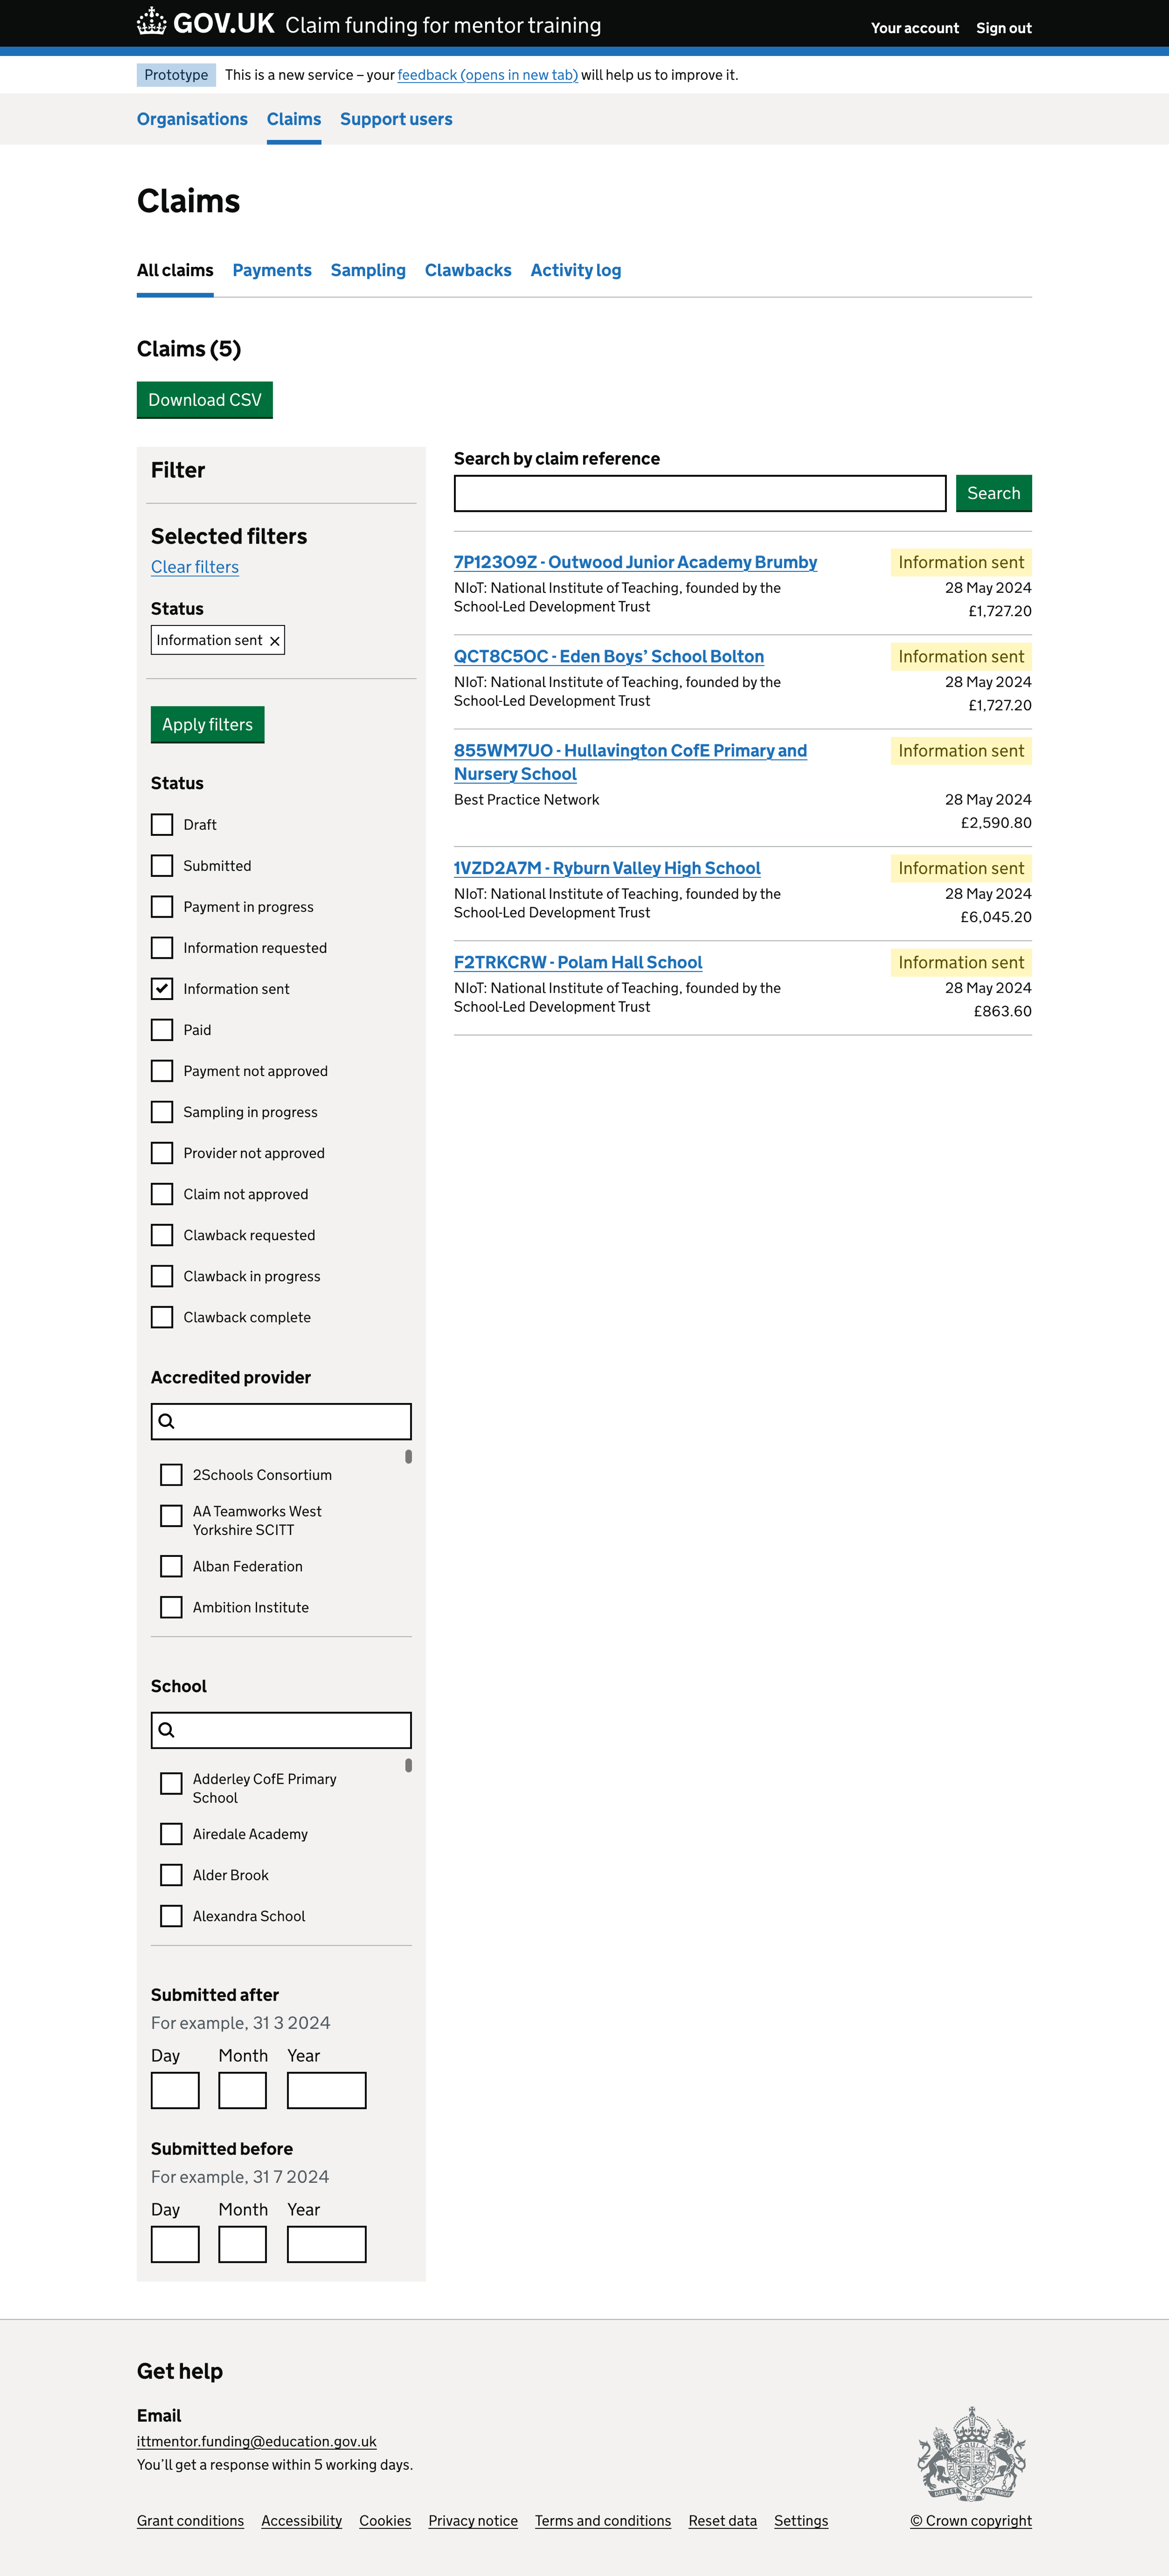 GOV.UK Claim funding for mentor training
Your account Sign out
Prototype This is a new service – your feedback (opens in new tab) will help us to improve it.
Organisations Claims Support users
Claims
All claims Payments Sampling Clawbacks Activity log
Claims (5)
Download CSV
Filter
Selected filters
Clear filters
Status
Information sent
Apply filters
Status
Draft
Submitted
Payment in progress
Information requested
Information sent
Paid
Payment not approved
Sampling in progress
Provider not approved
Claim not approved
Clawback requested
Clawback in progress
Clawback complete
Accredited provider
2Schools Consortium
AA Teamworks West
Yorkshire SCITT
Alban Federation
Ambition Institute
School
Adderley CofE Primary
School
Airedale Academy
Alder Brook
Alexandra School
Submitted after
For example, 31 3 2024
Day Month Year
Submitted before
For example, 31 7 2024
Day Month Year
Search by claim reference
Search
7P123O9Z - Outwood Junior Academy Brumby
Information sent
NIoT: National Institute of Teaching, founded by the
School-Led Development Trust
28 May 2024
£1,727.20
QCT8C5OC - Eden Boys’ School Bolton
Information sent
NIoT: National Institute of Teaching, founded by the
School-Led Development Trust
28 May 2024
£1,727.20
855WM7UO - Hullavington CofE Primary and
Nursery School
Information sent
Best Practice Network
28 May 2024
£2,590.80
1VZD2A7M - Ryburn Valley High School
Information sent
NIoT: National Institute of Teaching, founded by the
School-Led Development Trust
28 May 2024
£6,045.20
F2TRKCRW - Polam Hall School
Information sent
NIoT: National Institute of Teaching, founded by the
School-Led Development Trust
28 May 2024
£863.60
Get help
Email
ittmentor.funding@education.gov.uk
You’ll get a response within 5 working days.
Grant conditions Accessibility Cookies Privacy notice Terms and conditions Reset data Settings
© Crown copyright